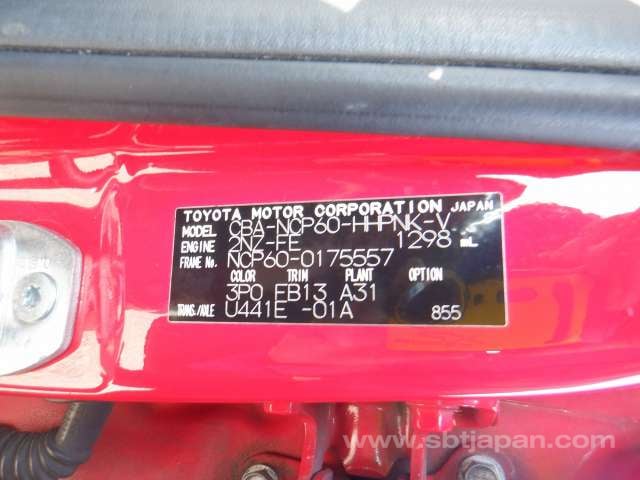 TOYOTA MOTOR CORPORATION JAPAN
MODEL CBA-NCP60-HHPNK-V
ENGINE 2NZ-FE 1298 mL
FRAME No. NCP60-0175557
COLOR TRIM PLANT OPTION
3P0 EB13 A31
TRANS./AXLE U441E -01A 855
www.sbtjapan.com